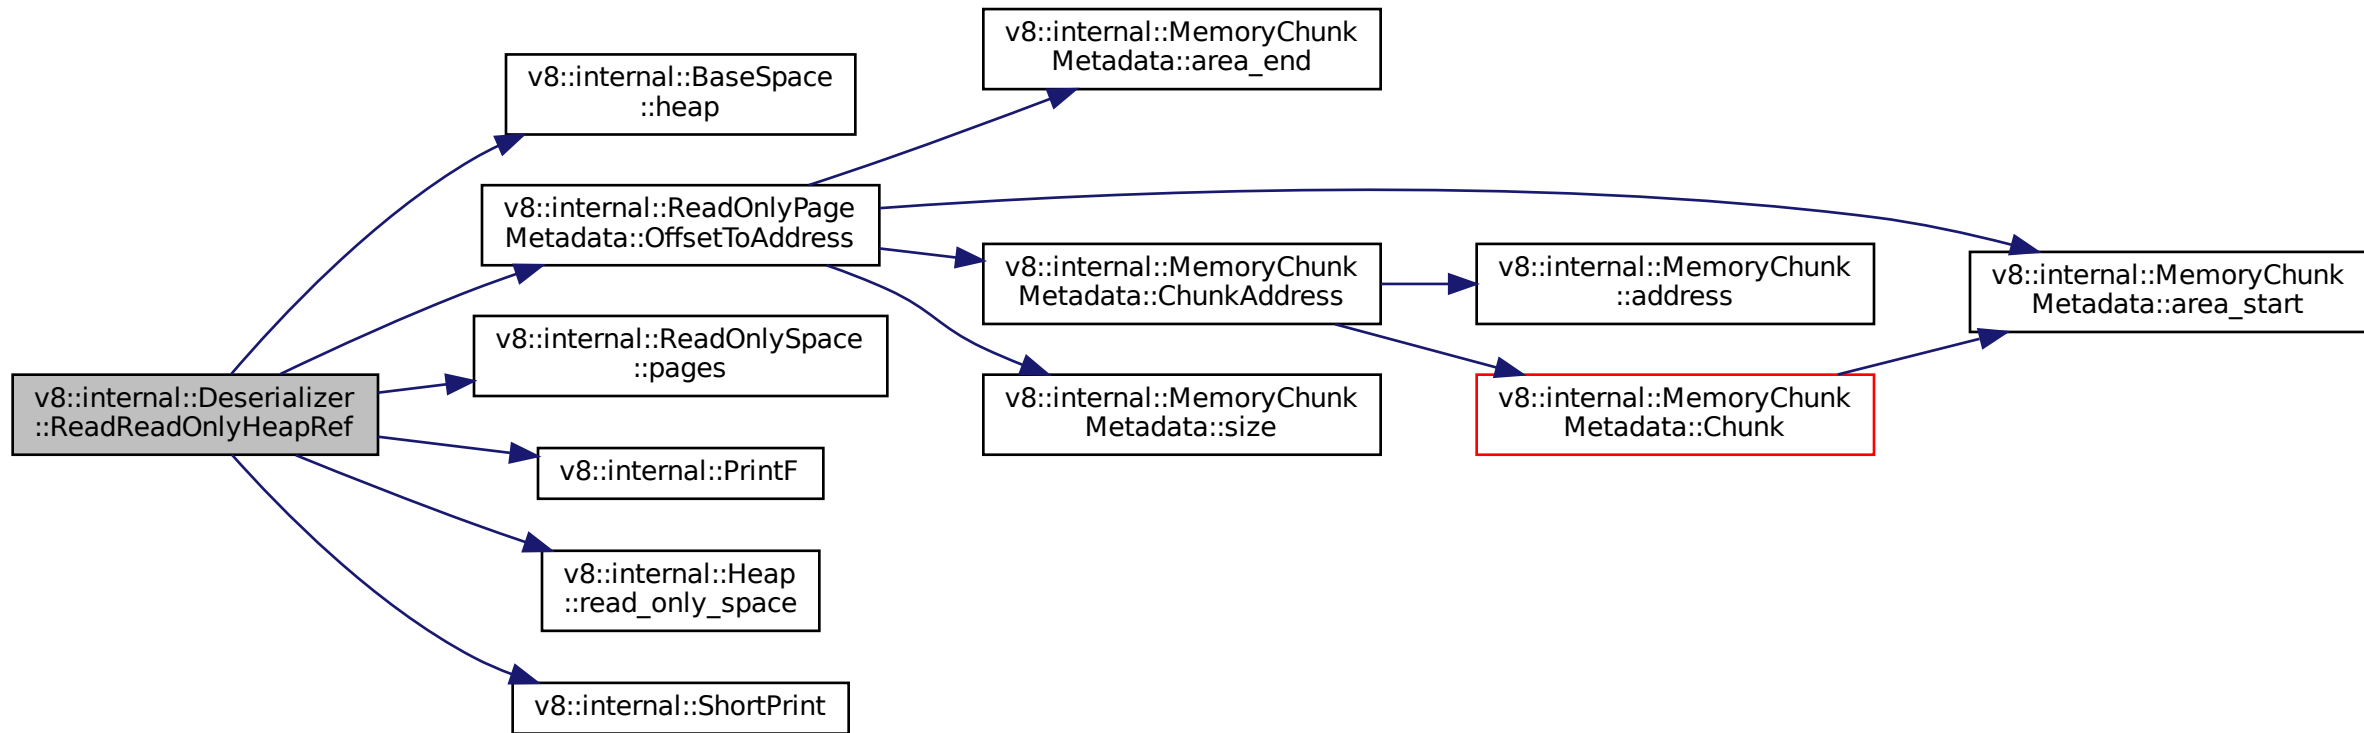 v8::internal::Deserializer
::ReadReadOnlyHeapRef
v8::internal::BaseSpace
::heap
v8::internal::ReadOnlyPage
Metadata::OffsetToAddress
v8::internal::ReadOnlySpace
::pages
v8::internal::PrintF
v8::internal::Heap
::read_only_space
v8::internal::ShortPrint
v8::internal::MemoryChunk
Metadata::area_end
v8::internal::MemoryChunk
Metadata::ChunkAddress
v8::internal::MemoryChunk
Metadata::size
v8::internal::MemoryChunk
::address
v8::internal::MemoryChunk
Metadata::Chunk
v8::internal::MemoryChunk
Metadata::area_start